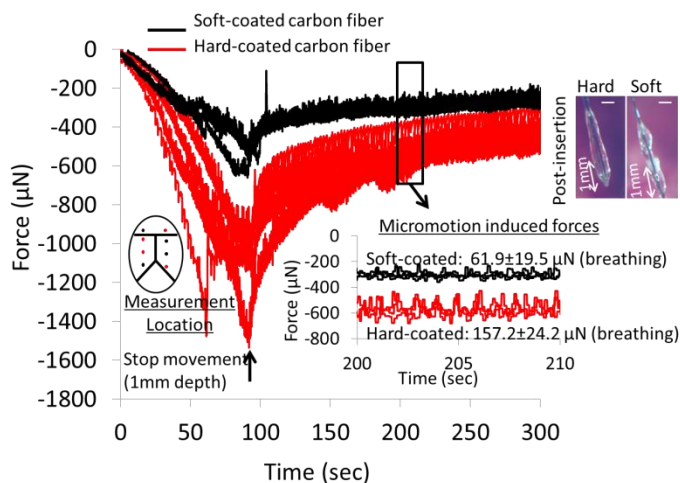 Soft-coated carbon fiber
Hard-coated carbon fiber
0
-200
-400
-600
-800
-1000
-1200
-1400
-1600
-1800
Force (µN)
0 50 100 150 200 250 300
Time (sec)
Measurement
Location
Stop movement
(1mm depth)
Hard Soft
Post-insertion
1mm
1mm
Micromotion induced forces
Soft-coated: 61.9±19.5 µN (breathing)
Hard-coated: 157.2±24.2 µN (breathing)
0
-200
-400
-600
-800
Force (µN)
200 205 210
Time (sec)